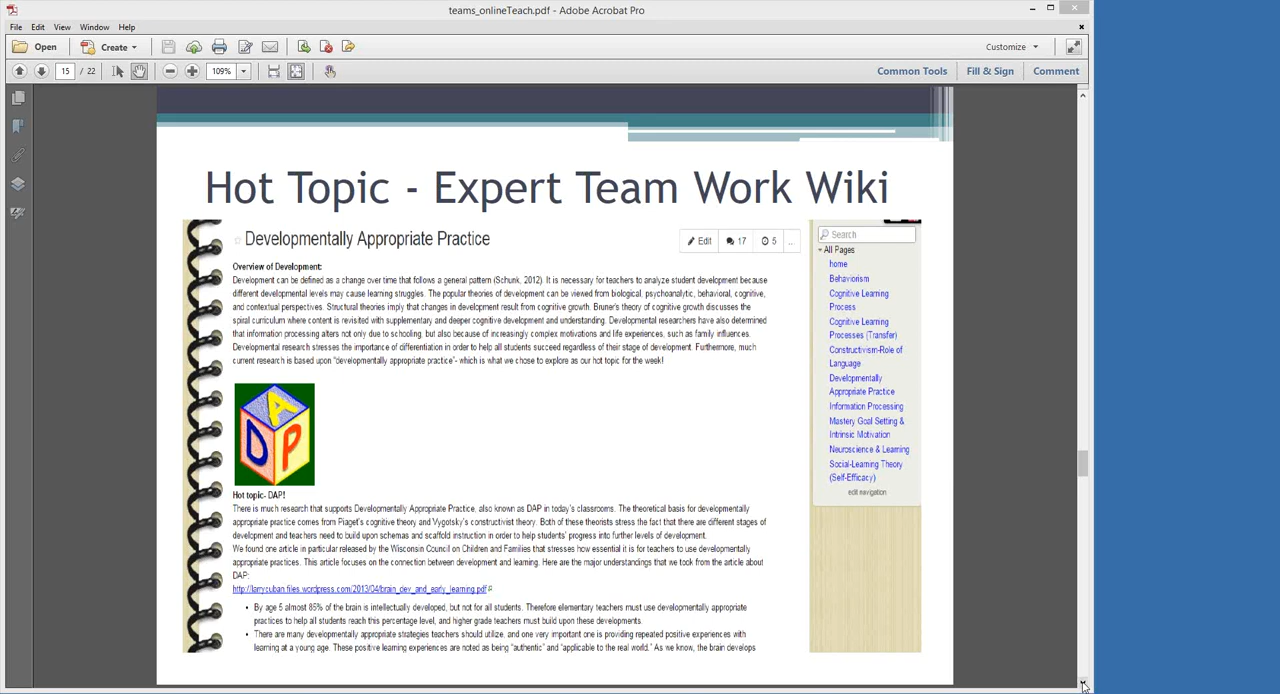 teams_onlineTeach.pdf - Adobe Acrobat Pro
File Edit View Window Help
Open Create Customize
15 / 22 109% Common Tools Fill & Sign Comment
Hot Topic - Expert Team Work Wiki
Developmentally Appropriate Practice
Edit 17 5 ...
Overview of Development:
Development can be defined as a change over time that follows a general pattern (Schunk, 2012). It is necessary for teachers to analyze student development because
different developmental levels may cause learning struggles. The popular theories of development can be viewed from biological, psychoanalytic, behavioral, cognitive,
and contextual perspectives. Structural theories imply that changes in development result from cognitive growth. Bruner's theory of cognitive growth discusses the
spiral curriculum where content is revisited with supplementary and deeper cognitive development and understanding. Developmental researchers have also determined
that information processing alters not only due to schooling, but also because of increasingly complex motivations and life experiences, such as family influences.
Developmental research stresses the importance of differentiation in order to help all students succeed regardless of their stage of development. Furthermore, much
current research is based upon "developmentally appropriate practice"- which is what we chose to explore as our hot topic for the week!
A
D P
Hot topic- DAP!
There is much research that supports Developmentally Appropriate Practice, also known as DAP in today's classrooms. The theoretical basis for developmentally
appropriate practice comes from Piaget's cognitive theory and Vygotsky's constructivist theory. Both of these theorists stress the fact that there are different stages of
development and teachers need to build upon schemas and scaffold instruction in order to help students' progress into further levels of development.
We found one article in particular released by the Wisconsin Council on Children and Families that stresses how essential it is for teachers to use developmentally
appropriate practices. This article focuses on the connection between development and learning. Here are the major understandings that we took from the article about
DAP:
http://larrycuban.files.wordpress.com/2013/04/brain_dev_and_early_learning.pdf
• By age 5 almost 85% of the brain is intellectually developed, but not for all students. Therefore elementary teachers must use developmentally appropriate
practices to help all students reach this percentage level, and higher grade teachers must build upon these developments.
• There are many developmentally appropriate strategies teachers should utilize, and one very important one is providing repeated positive experiences with
learning at a young age. These positive learning experiences are noted as being "authentic" and "applicable to the real world." As we know, the brain develops
Search
All Pages
home
Behaviorism
Cognitive Learning
Process
Cognitive Learning
Processes (Transfer)
Constructivism-Role of
Language
Developmentally
Appropriate Practice
Information Processing
Mastery Goal Setting &
Intrinsic Motivation
Neuroscience & Learning
Social-Learning Theory
(Self-Efficacy)
edit navigation